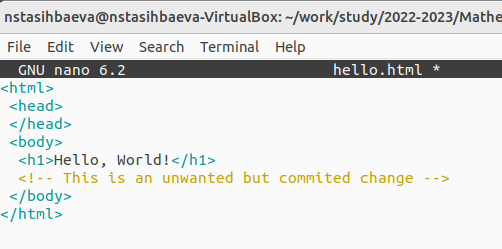 nstasihbaeva@nstasihbaeva-VirtualBox: ~/work/study/2022-2023/Mathe
File Edit View Search Terminal Help
GNU nano 6.2 hello.html *
<html>
<head>
</head>
<body>
<h1>Hello, World!</h1>
<!-- This is an unwanted but commited change -->
</body>
</html>